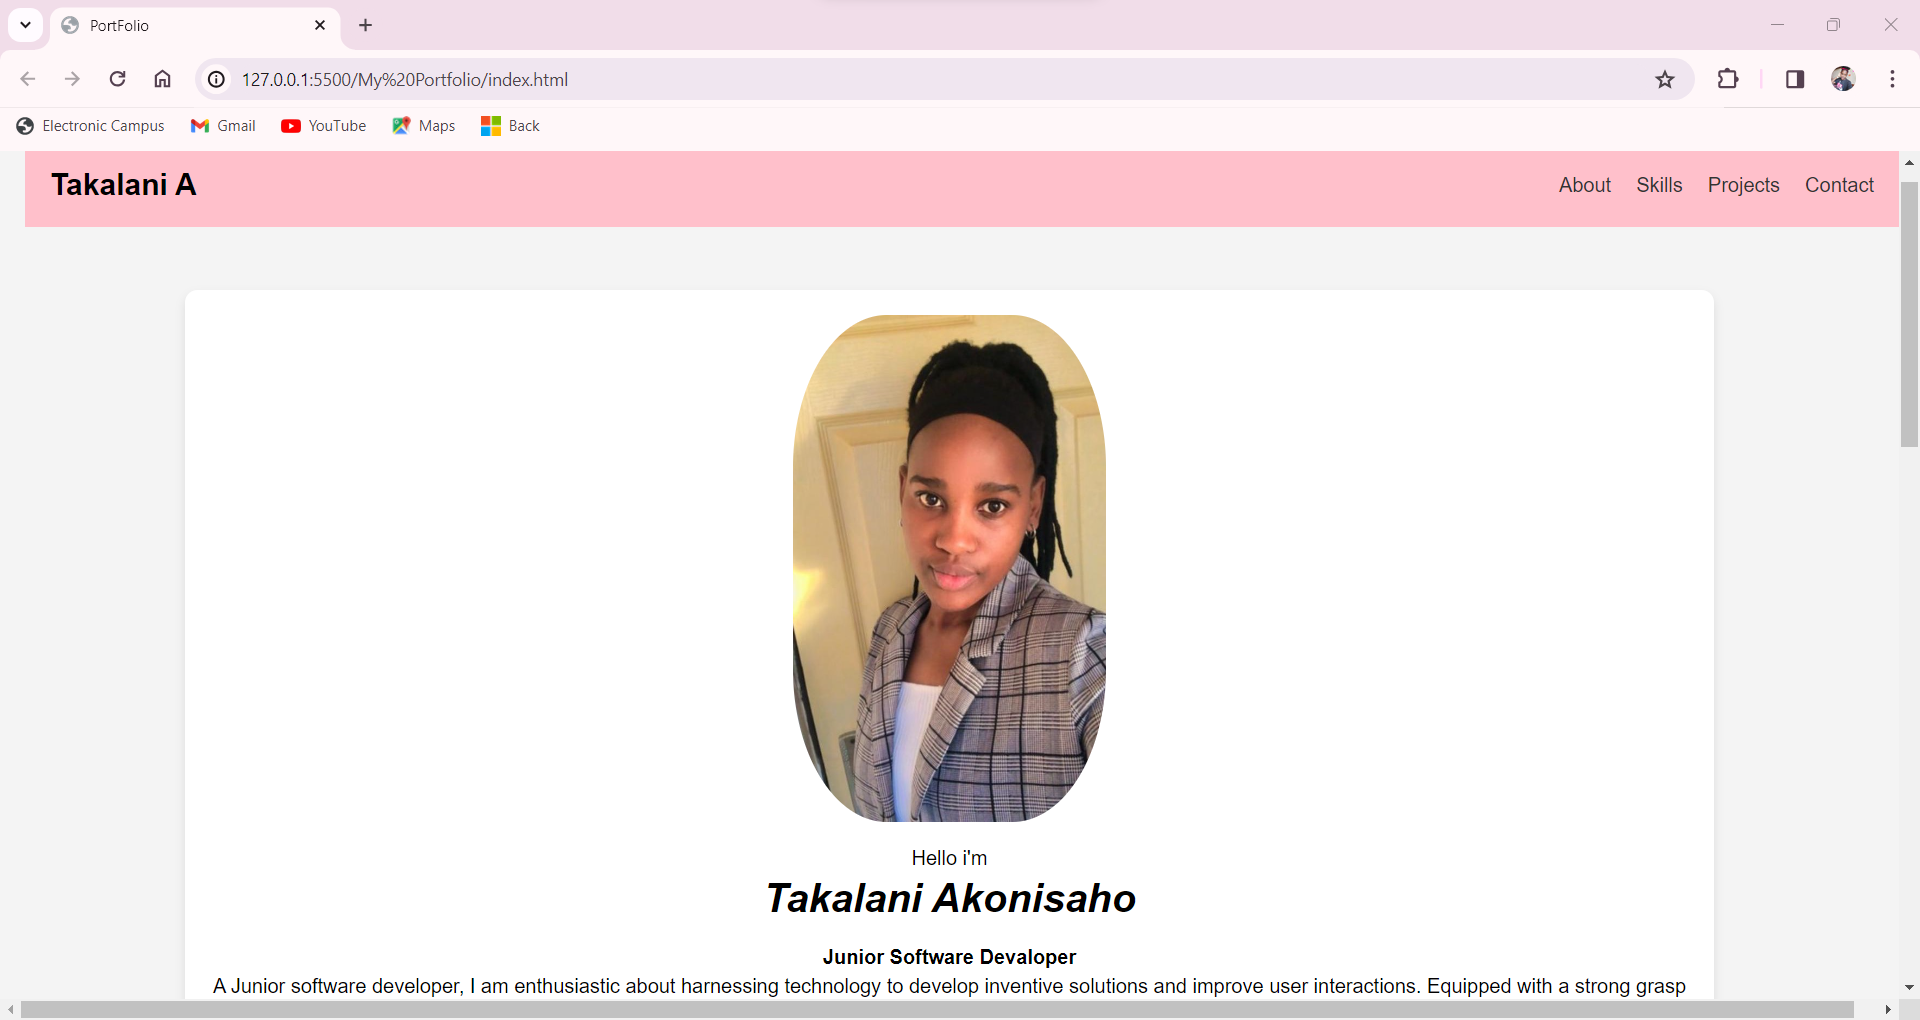 PortFolio
127.0.0.1:5500/My%20Portfolio/index.html
Electronic Campus Gmail YouTube Maps Back
Takalani A About Skills Projects Contact
Hello i'm
Takalani Akonisaho
Junior Software Devaloper
A Junior software developer, I am enthusiastic about harnessing technology to develop inventive solutions and improve user interactions. Equipped with a strong grasp